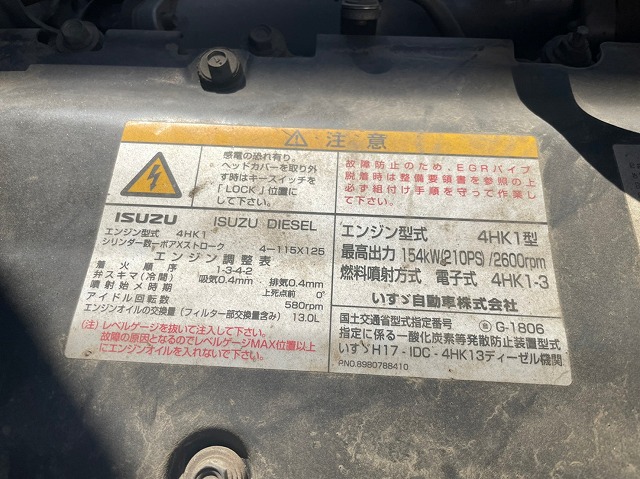 ⚠ 注意
感電の恐れ有り。
ヘッドカバーを取り外
す時はキースイッチを
「LOCK」位置に
して下さい。
故障防止のため、EGRパイプ
脱着時は整備要領書を参照の上
必ず組付け手順を守って作業し
て下さい。
ISUZU ISUZU DIESEL
エンジン型式 4HK1
シリンダー数-ボアXストローク 4-115X125
エンジン調整表
着火順序 1-3-4-2
弁スキマ(冷間) 吸気0.4mm 排気0.4mm
噴射始メ時期 上死点前 0°
アイドル回転数 580rpm
エンジンオイルの交換量(フィルター部交換量含み) 13.0L
(注)レベルゲージを抜いて注入して下さい。
故障の原因となるのでレベルゲージMAX位置以上
にエンジンオイルを入れないで下さい。
エンジン型式 4HK1型
最高出力 154kW(210PS)/2600rpm
燃料噴射方式 電子式 4HK1-3
いすゞ自動車株式会社
国土交通省型式指定番号 G-1806
指定に係る一酸化炭素等発散防止装置型式
いすゞH17-IDC-4HK13ディーゼル機関
P.NO.8980788410